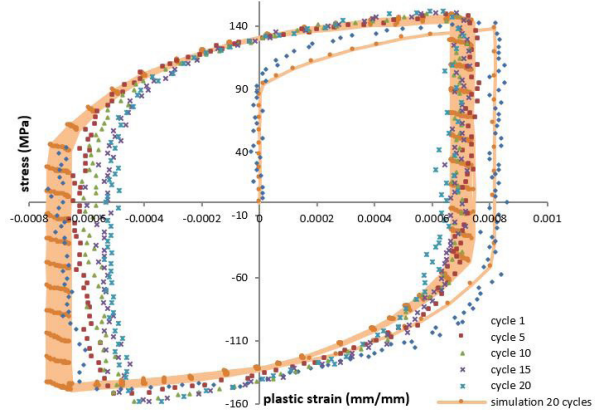 140
90
40
-10
-60
-110
-160
stress (MPa)
-0.0008 -0.0006 -0.0004 -0.0002 0 0.0002 0.0004 0.0006 0.0008 0.001
cycle 1
cycle 5
cycle 10
cycle 15
cycle 20
simulation 20 cycles
plastic strain (mm/mm)